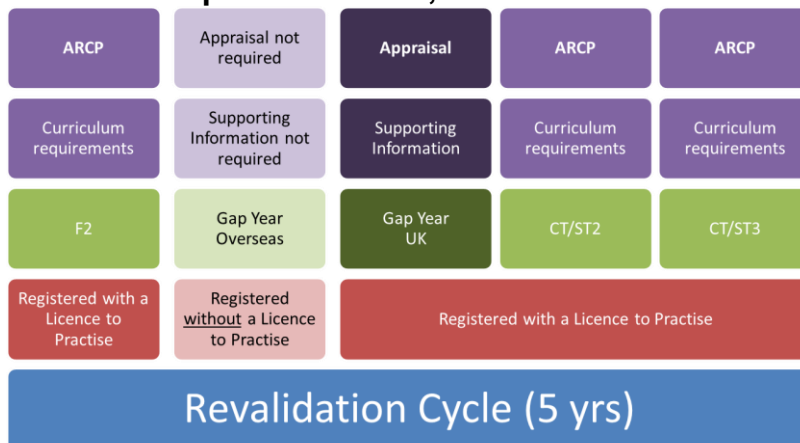 ARCP
Appraisal not
required
Appraisal
ARCP
ARCP
Curriculum
requirements
Supporting
Information not
required
Supporting
Information
Curriculum
requirements
Curriculum
requirements
F2
Gap Year
Overseas
Gap Year
UK
CT/ST2
CT/ST3
Registered with a
Licence to
Practise
Registered
without a Licence
to Practise
Registered with a Licence to Practise
Revalidation Cycle (5 yrs)